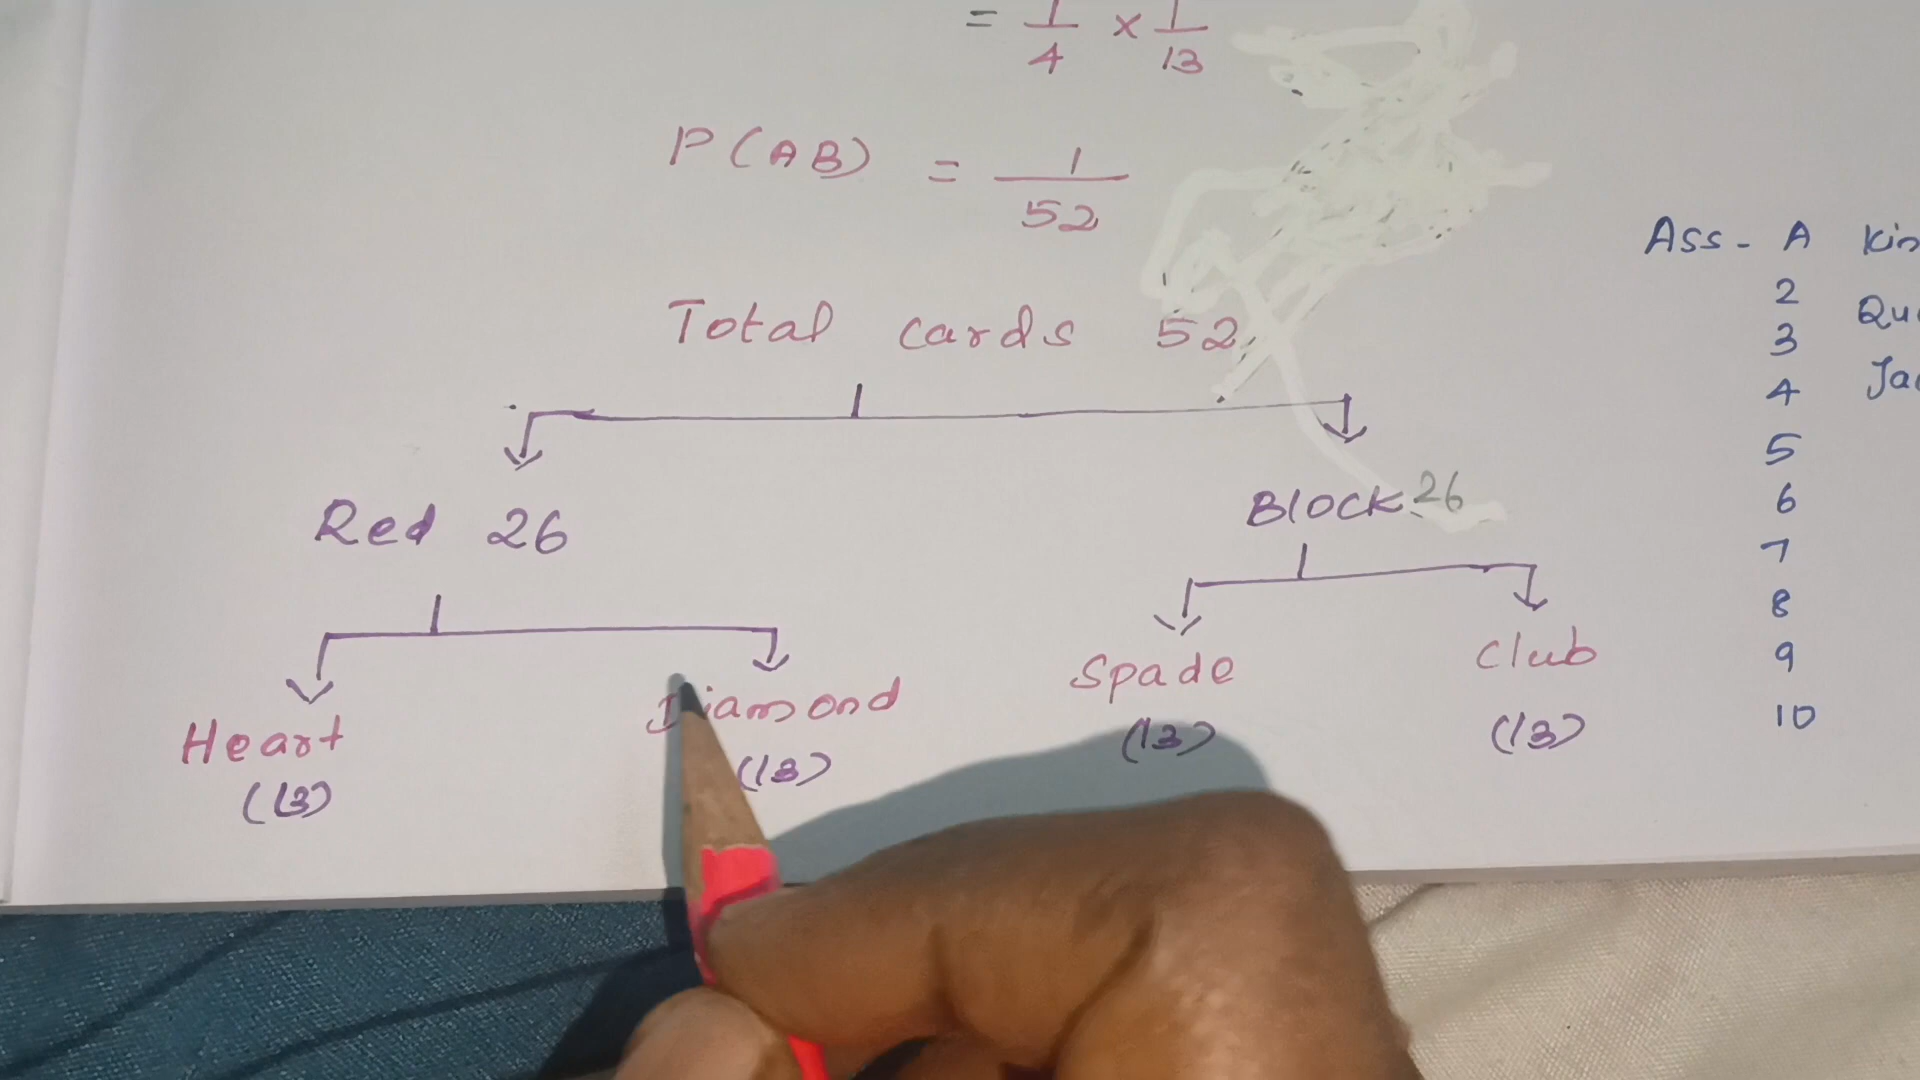 = 1/4 × 1/13
P(AB) = 1/52
Total cards 52
Red 26
Block 26
Heart
(13)
Diamond
(13)
Spade
(13)
Club
(13)
Ass - A
2
3
4
5
6
7
8
9
10